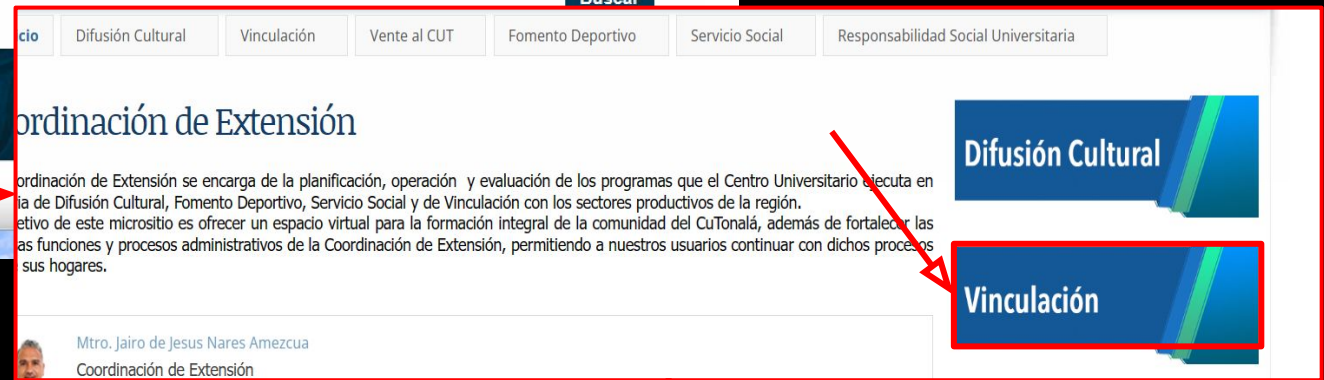 Buscar
cio Difusión Cultural Vinculación Vente al CUT Fomento Deportivo Servicio Social Responsabilidad Social Universitaria
ordinación de Extensión
Difusión Cultural
ordinación de Extensión se encarga de la planificación, operación y evaluación de los programas que el Centro Universitario ejecuta en
ia de Difusión Cultural, Fomento Deportivo, Servicio Social y de Vinculación con los sectores productivos de la región.
etivo de este micrositio es ofrecer un espacio virtual para la formación integral de la comunidad del CuTonalá, además de fortalecer las
as funciones y procesos administrativos de la Coordinación de Extensión, permitiendo a nuestros usuarios continuar con dichos procesos
sus hogares.
Vinculación
Mtro. Jairo de Jesus Nares Amezcua
Coordinación de Extensión